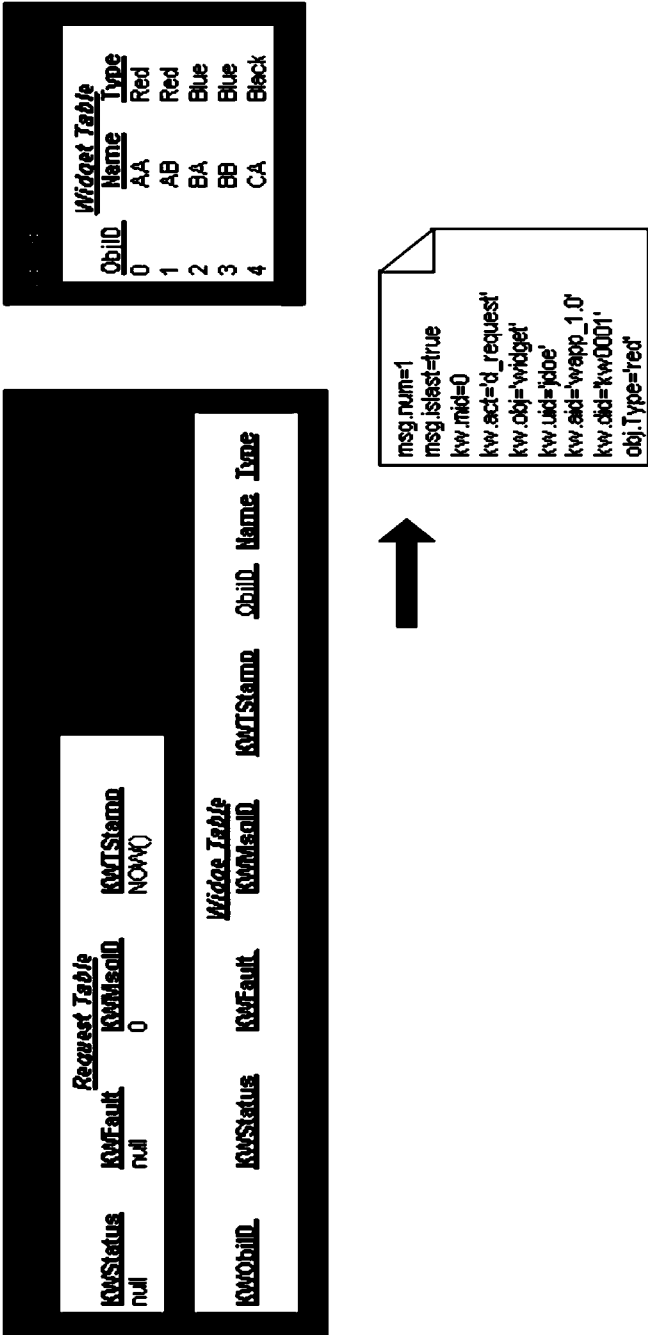 Request Table
KWStatus KWFault KWMsgID KWTStamp
null null 0 NOW()
Widge Table
KWObjID KWStatus KWFault KWMsgID KWTStamp ObjID Name Type
Widget Table
ObjID Name Type
0 AA Red
1 AB Red
2 BA Blue
3 BB Blue
4 CA Black
msg.num=1
msg.islast=true
kw.mid=0
kw.act='d_request'
kw.obj='widget'
kw.uid='jdoe'
kw.aid='wapp_1.0'
kw.did='kw0001'
obj.Type='red'